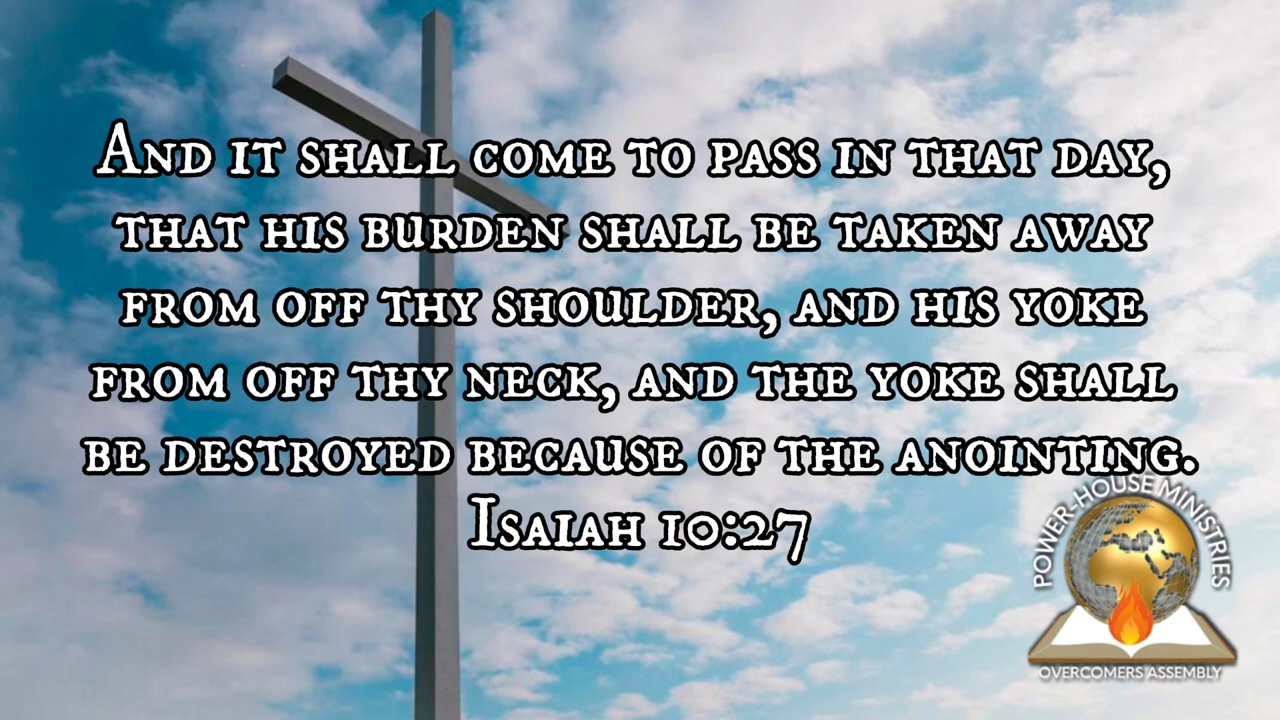 And it shall come to pass in that day,
that his burden shall be taken away
from off thy shoulder, and his yoke
from off thy neck, and the yoke shall
be destroyed because of the anointing.
Isaiah 10:27
POWER-HOUSE MINISTRIES
OVERCOMERS ASSEMBLY